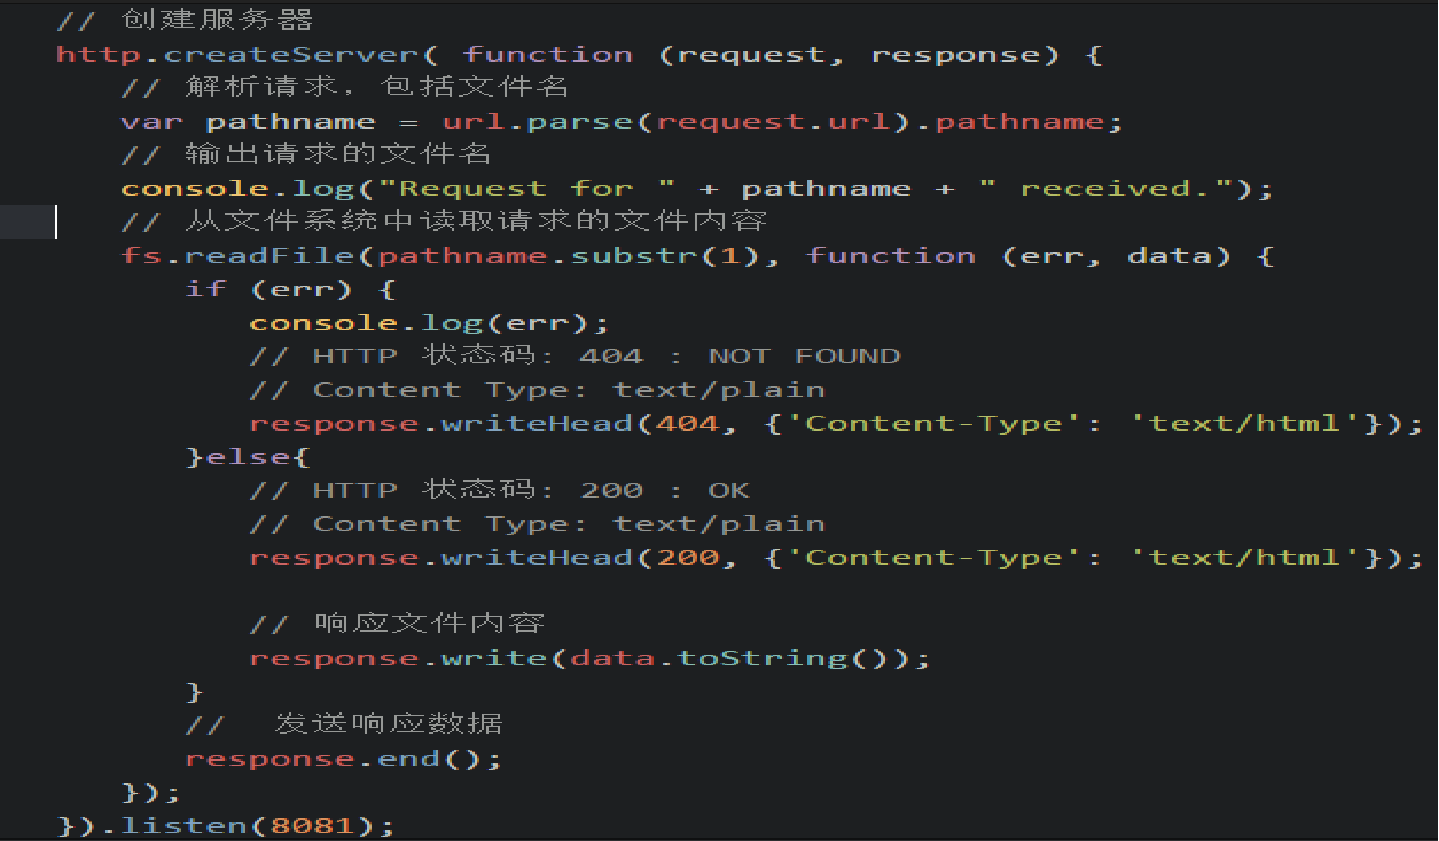 // 创建服务器
http.createServer( function (request, response) {
// 解析请求，包括文件名
var pathname = url.parse(request.url).pathname;
// 输出请求的文件名
console.log("Request for " + pathname + " received.");
// 从文件系统中读取请求的文件内容
fs.readFile(pathname.substr(1), function (err, data) {
if (err) {
console.log(err);
// HTTP 状态码: 404 : NOT FOUND
// Content Type: text/plain
response.writeHead(404, {'Content-Type': 'text/html'});
}else{
// HTTP 状态码: 200 : OK
// Content Type: text/plain
response.writeHead(200, {'Content-Type': 'text/html'});
// 响应文件内容
response.write(data.toString());
}
//  发送响应数据
response.end();
});
}).listen(8081);